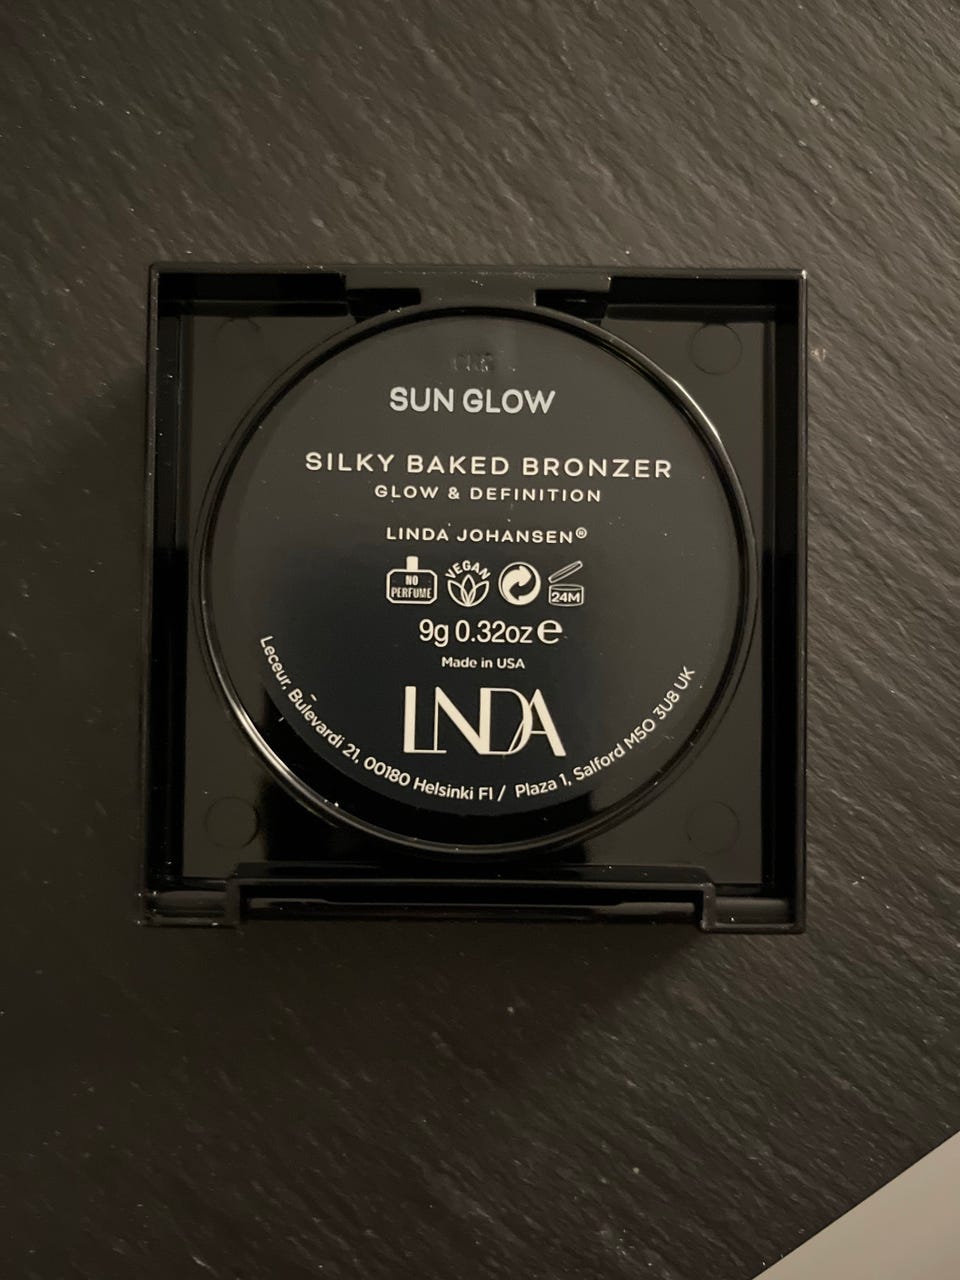 SUN GLOW
SILKY BAKED BRONZER
GLOW & DEFINITION
LINDA JOHANSEN®
NO
PERFUME
VEGAN
24M
9g 0.32oz ℮
Made in USA
LINDA
Leceur, Bulevardi 21, 00180 Helsinki FI / Plaza 1, Salford M5O 3U8 UK